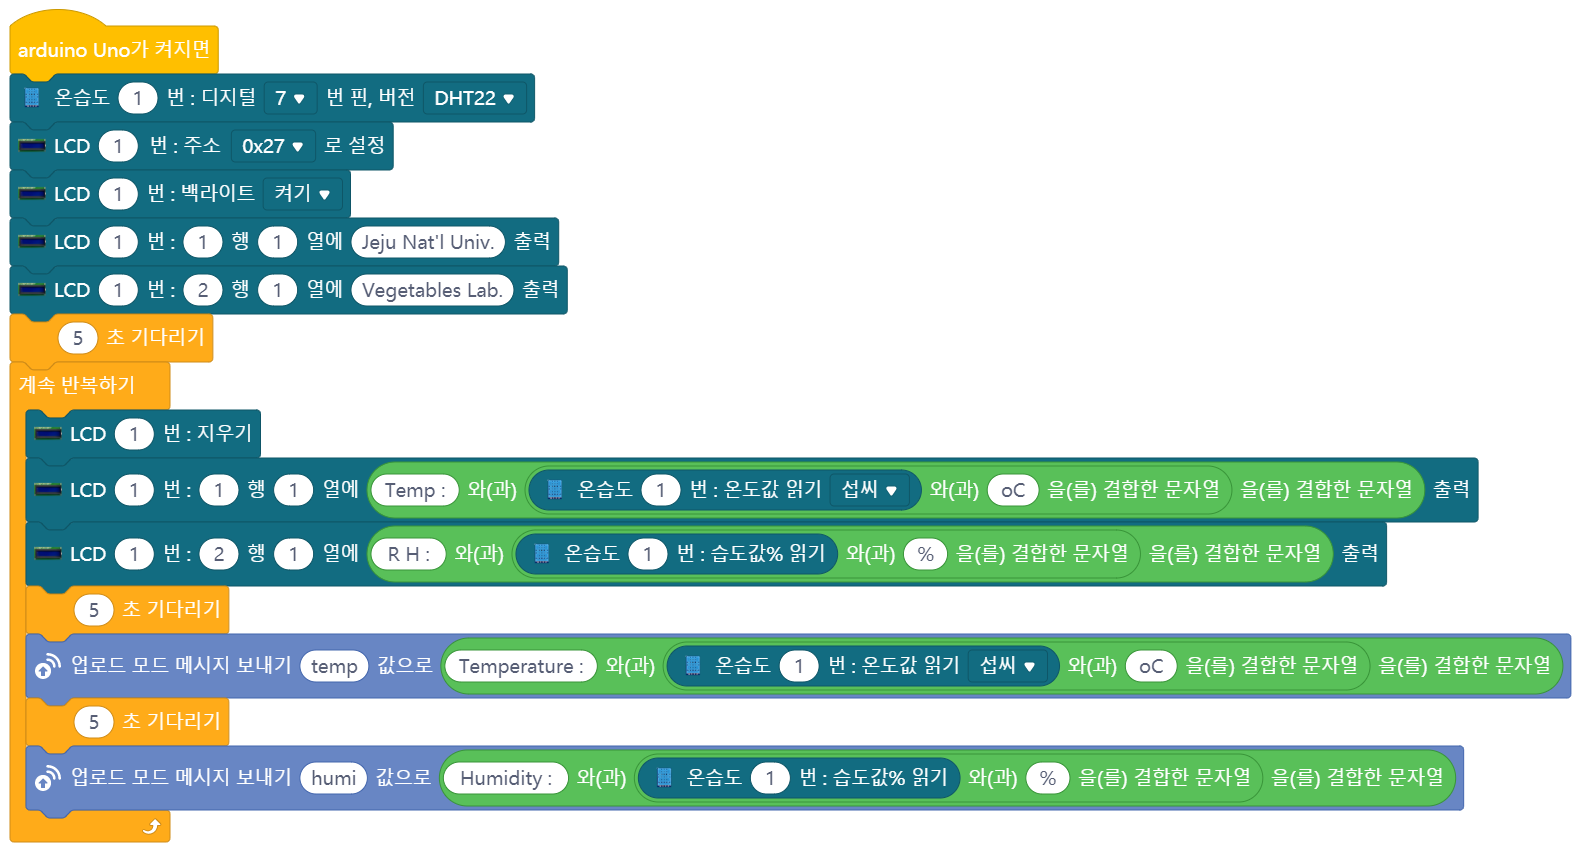 arduino Uno가 켜지면
온습도 1 번 : 디지털 7 번 핀, 버전 DHT22
LCD 1 번 : 주소 0x27 로 설정
LCD 1 번 : 백라이트 켜기
LCD 1 번 : 1 행 1 열에 Jeju Nat'l Univ. 출력
LCD 1 번 : 2 행 1 열에 Vegetables Lab. 출력
5 초 기다리기
계속 반복하기
LCD 1 번 : 지우기
LCD 1 번 : 1 행 1 열에 Temp : 와(과) 온습도 1 번 : 온도값 읽기 섭씨 와(과) oC 을(를) 결합한 문자열 을(를) 결합한 문자열 출력
LCD 1 번 : 2 행 1 열에 R H : 와(과) 온습도 1 번 : 습도값% 읽기 와(과) % 을(를) 결합한 문자열 을(를) 결합한 문자열 출력
5 초 기다리기
업로드 모드 메시지 보내기 temp 값으로 Temperature : 와(과) 온습도 1 번 : 온도값 읽기 섭씨 와(과) oC 을(를) 결합한 문자열 을(를) 결합한 문자열
5 초 기다리기
업로드 모드 메시지 보내기 humi 값으로 Humidity : 와(과) 온습도 1 번 : 습도값% 읽기 와(과) % 을(를) 결합한 문자열 을(를) 결합한 문자열